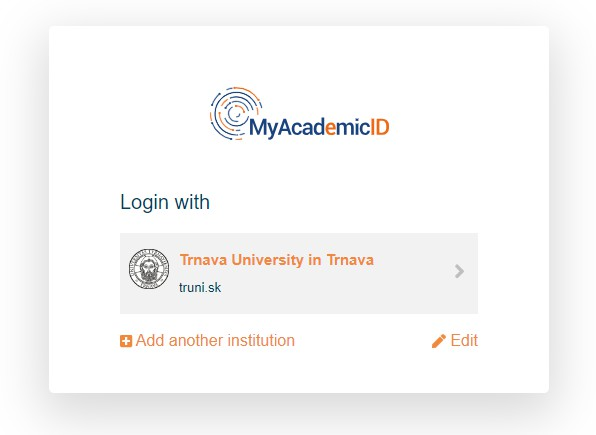 MyAcademicID
Login with
Trnava University in Trnava
truni.sk
Add another institution
Edit